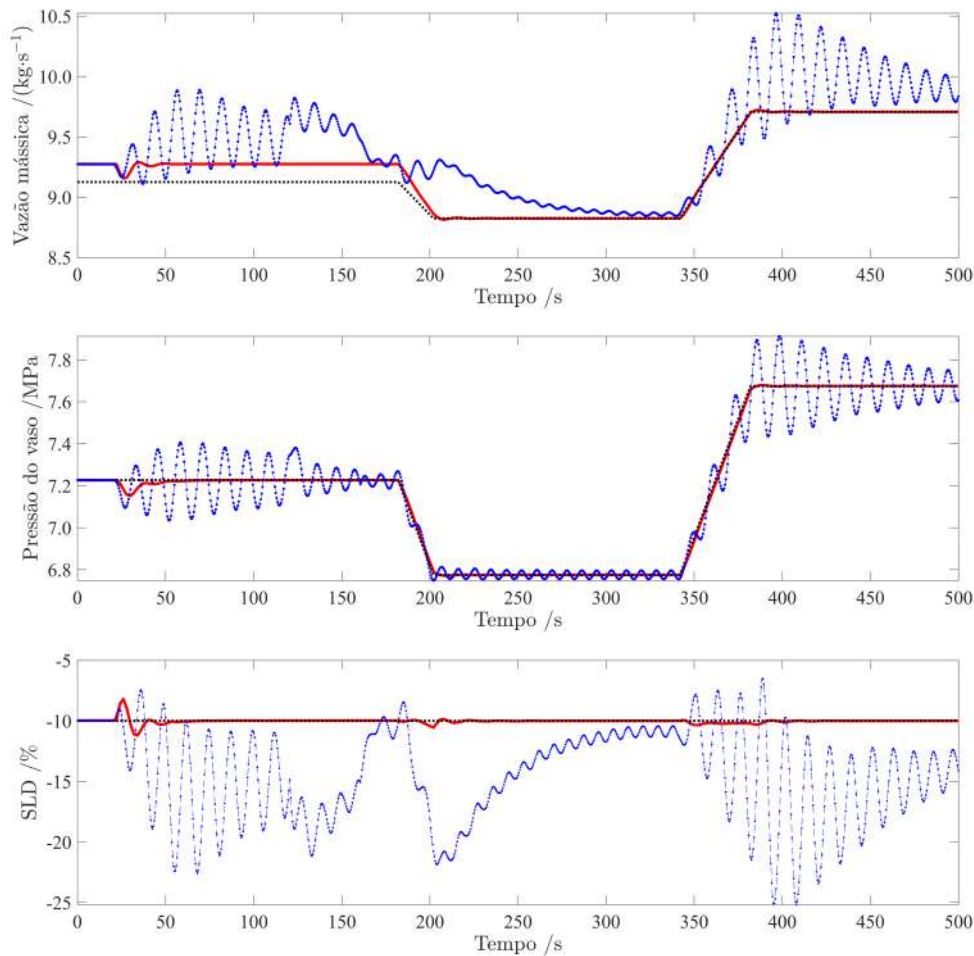 10.5
10.0
9.5
9.0
8.5
Vazão mássica /(kg·s⁻¹)
0 50 100 150 200 250 300 350 400 450 500
Tempo /s
7.8
7.6
7.4
7.2
7.0
6.8
Pressão do vaso /MPa
0 50 100 150 200 250 300 350 400 450 500
Tempo /s
-5
-10
-15
-20
-25
SLD /%
0 50 100 150 200 250 300 350 400 450 500
Tempo /s